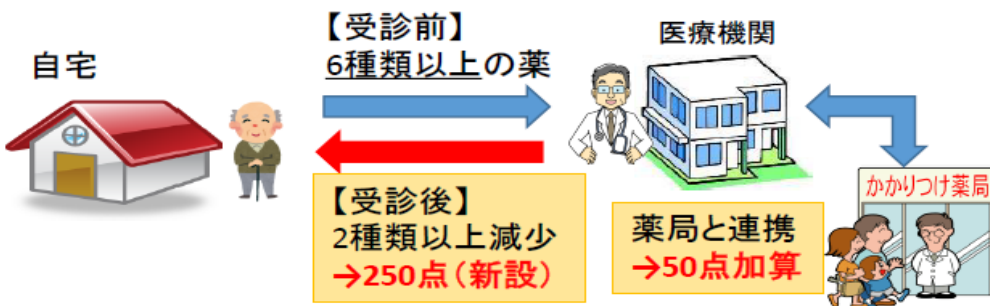 自宅
【受診前】
6種類以上の薬
医療機関
かかりつけ薬局
【受診後】
2種類以上減少
→250点(新設)
薬局と連携
→50点加算